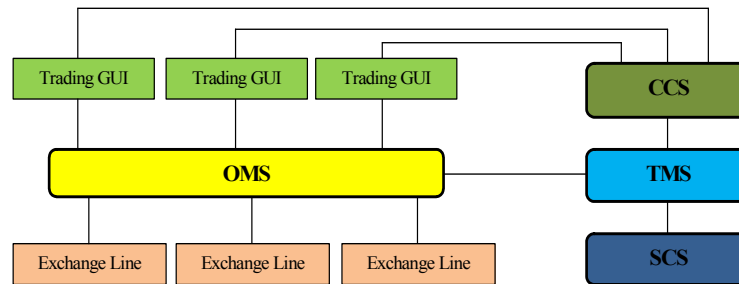 Trading GUI
Trading GUI
Trading GUI
CCS
OMS
TMS
Exchange Line
Exchange Line
Exchange Line
SCS